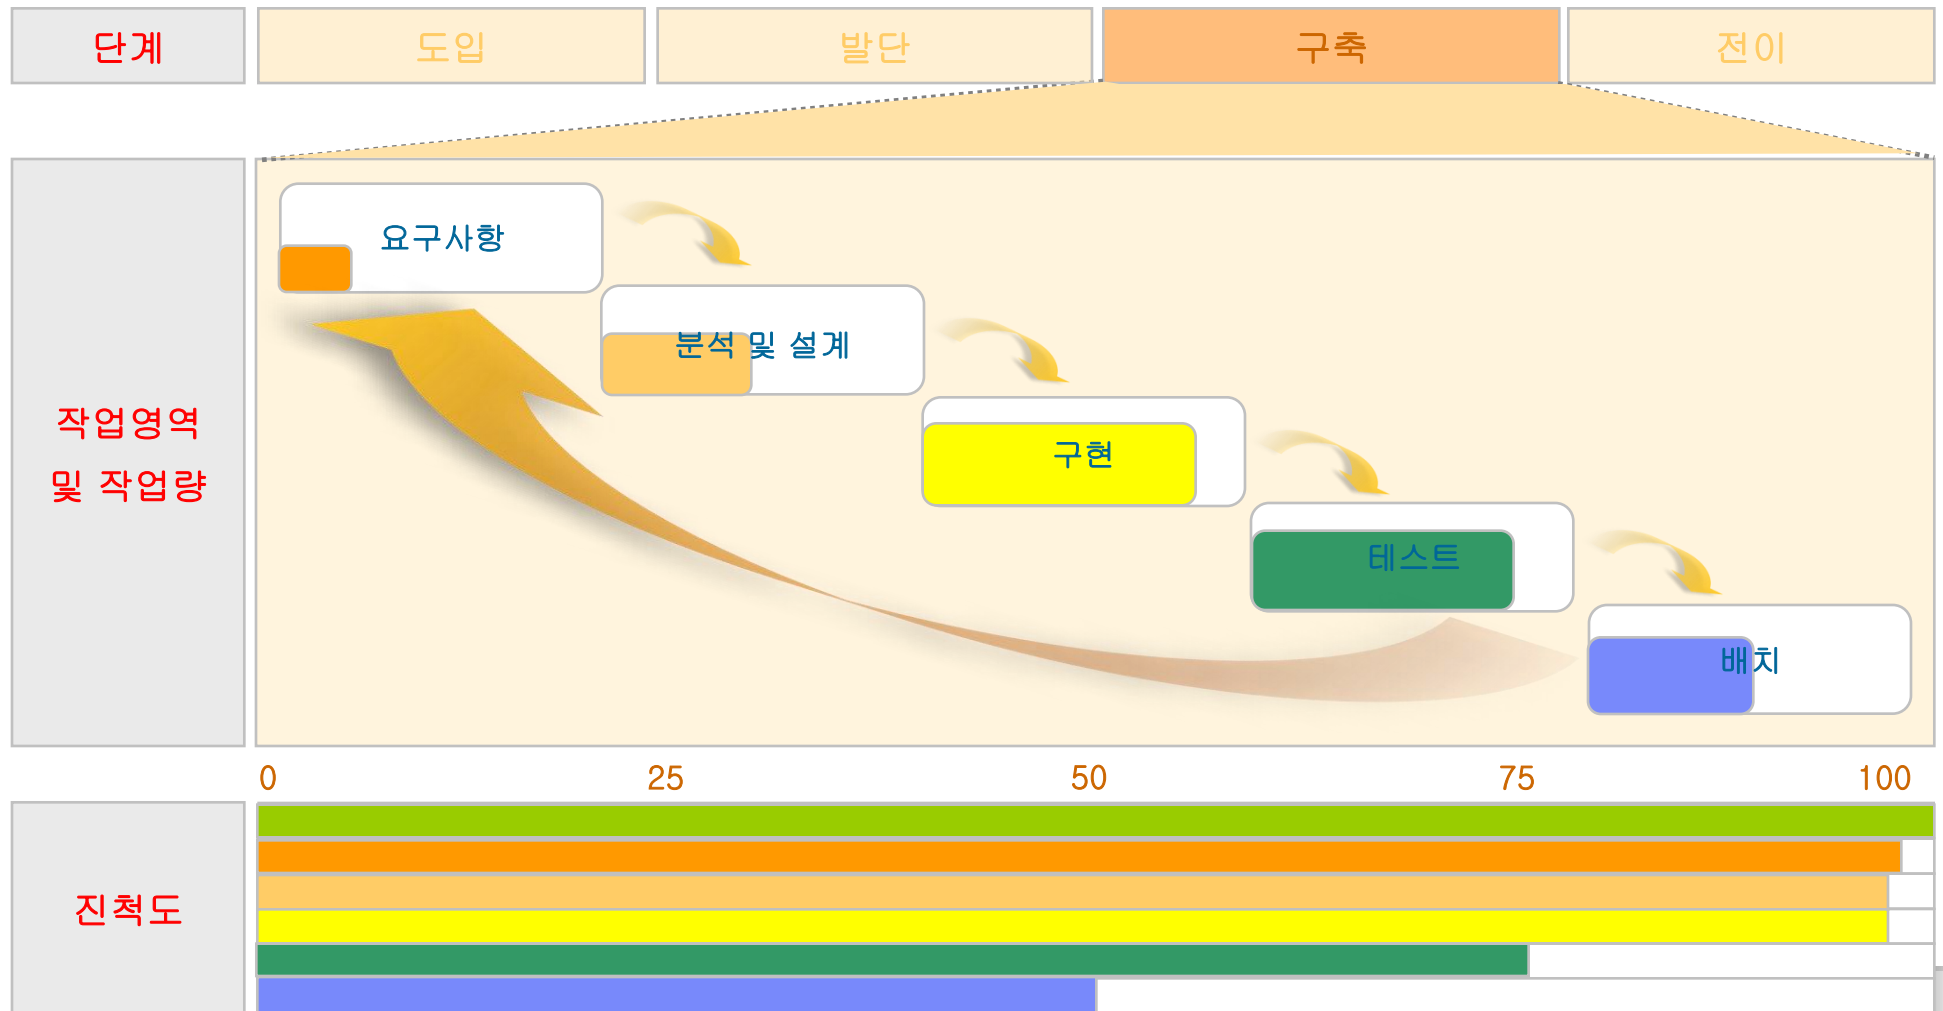 단계
도입
발단
구축
전이
작업영역
및 작업량
요구사항
분석 및 설계
구현
테스트
배치
0 25 50 75 100
진척도